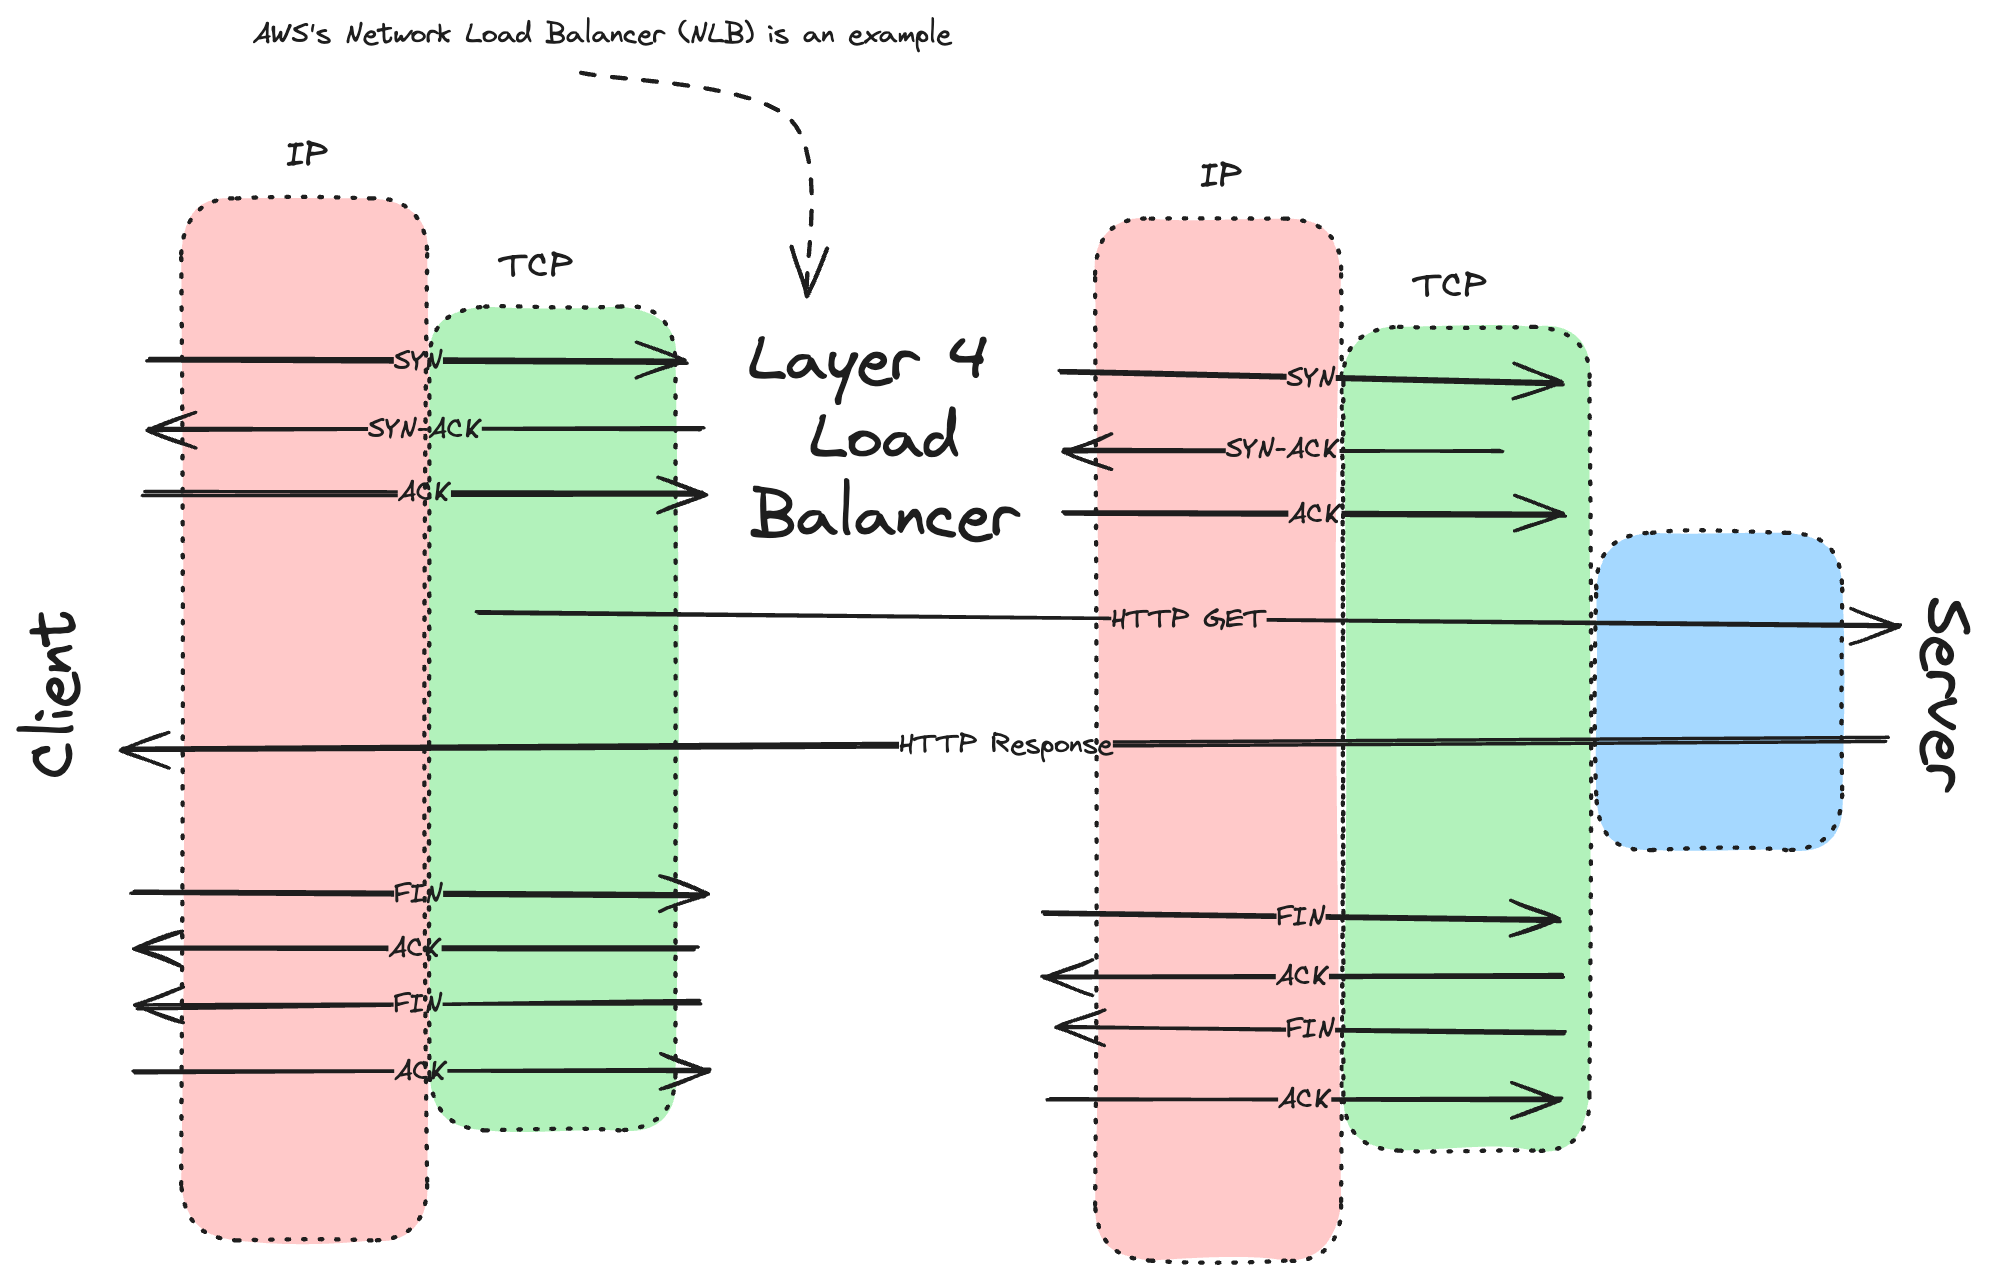 AWS's Network Load Balancer (NLB) is an example
IP
TCP
IP
TCP
Layer 4
Load
Balancer
Client
Server
SYN
SYN-ACK
ACK
SYN
SYN-ACK
ACK
HTTP GET
HTTP Response
FIN
ACK
FIN
ACK
FIN
ACK
FIN
ACK